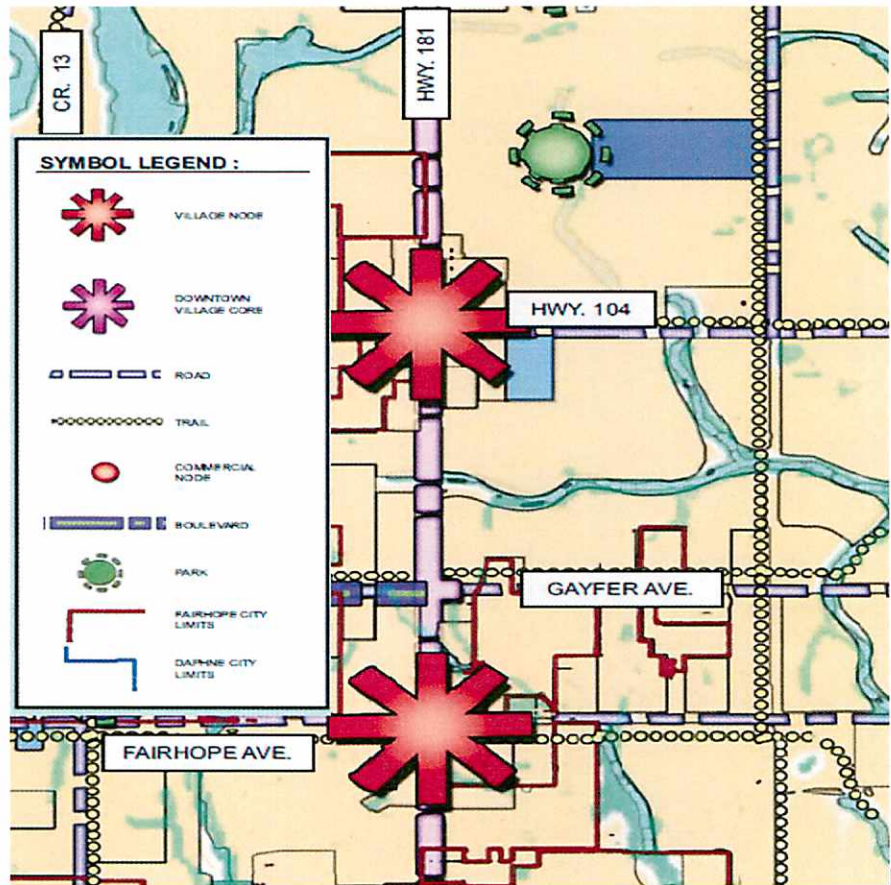 CR. 13
HWY. 181
SYMBOL LEGEND :
VILLAGE NODE
DOWNTOWN
VILLAGE CORE
ROAD
TRAIL
COMMERCIAL
NODE
BOULEVARD
PARK
FAIRHOPE CITY
LIMITS
DAPHNE CITY
LIMITS
HWY. 104
GAYFER AVE.
FAIRHOPE AVE.